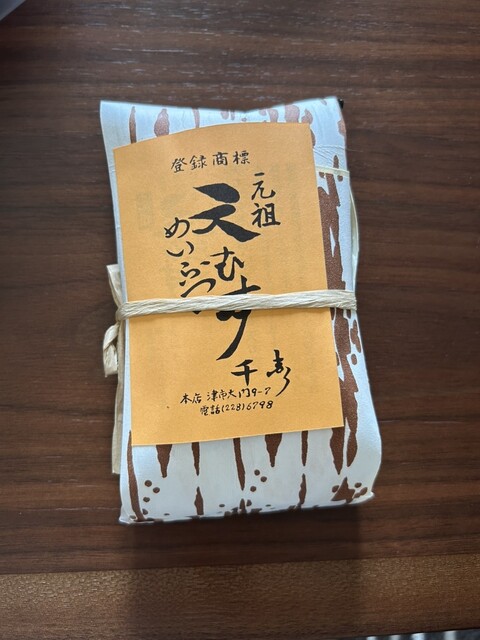 登録商標
元祖
天むす
めいぶつ
千寿
本店 津市大門9-7
電話(228)6798